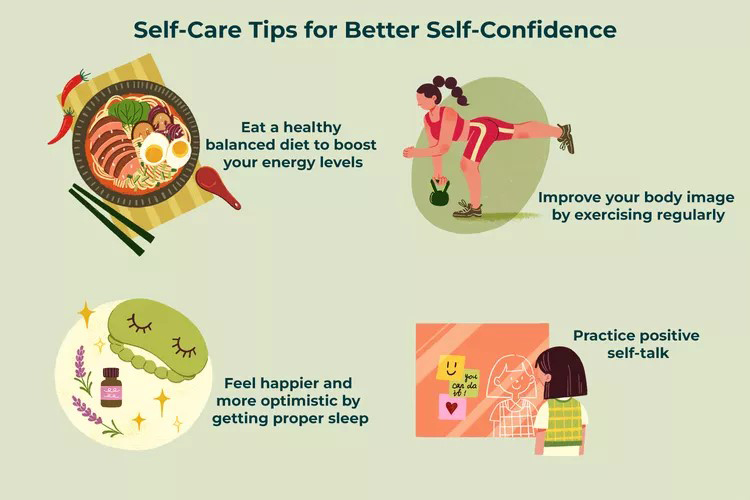 Self-Care Tips for Better Self-Confidence
Eat a healthy
balanced diet to boost
your energy levels
Improve your body image
by exercising regularly
Feel happier and
more optimistic by
getting proper sleep
Practice positive
self-talk
you
can do
it!